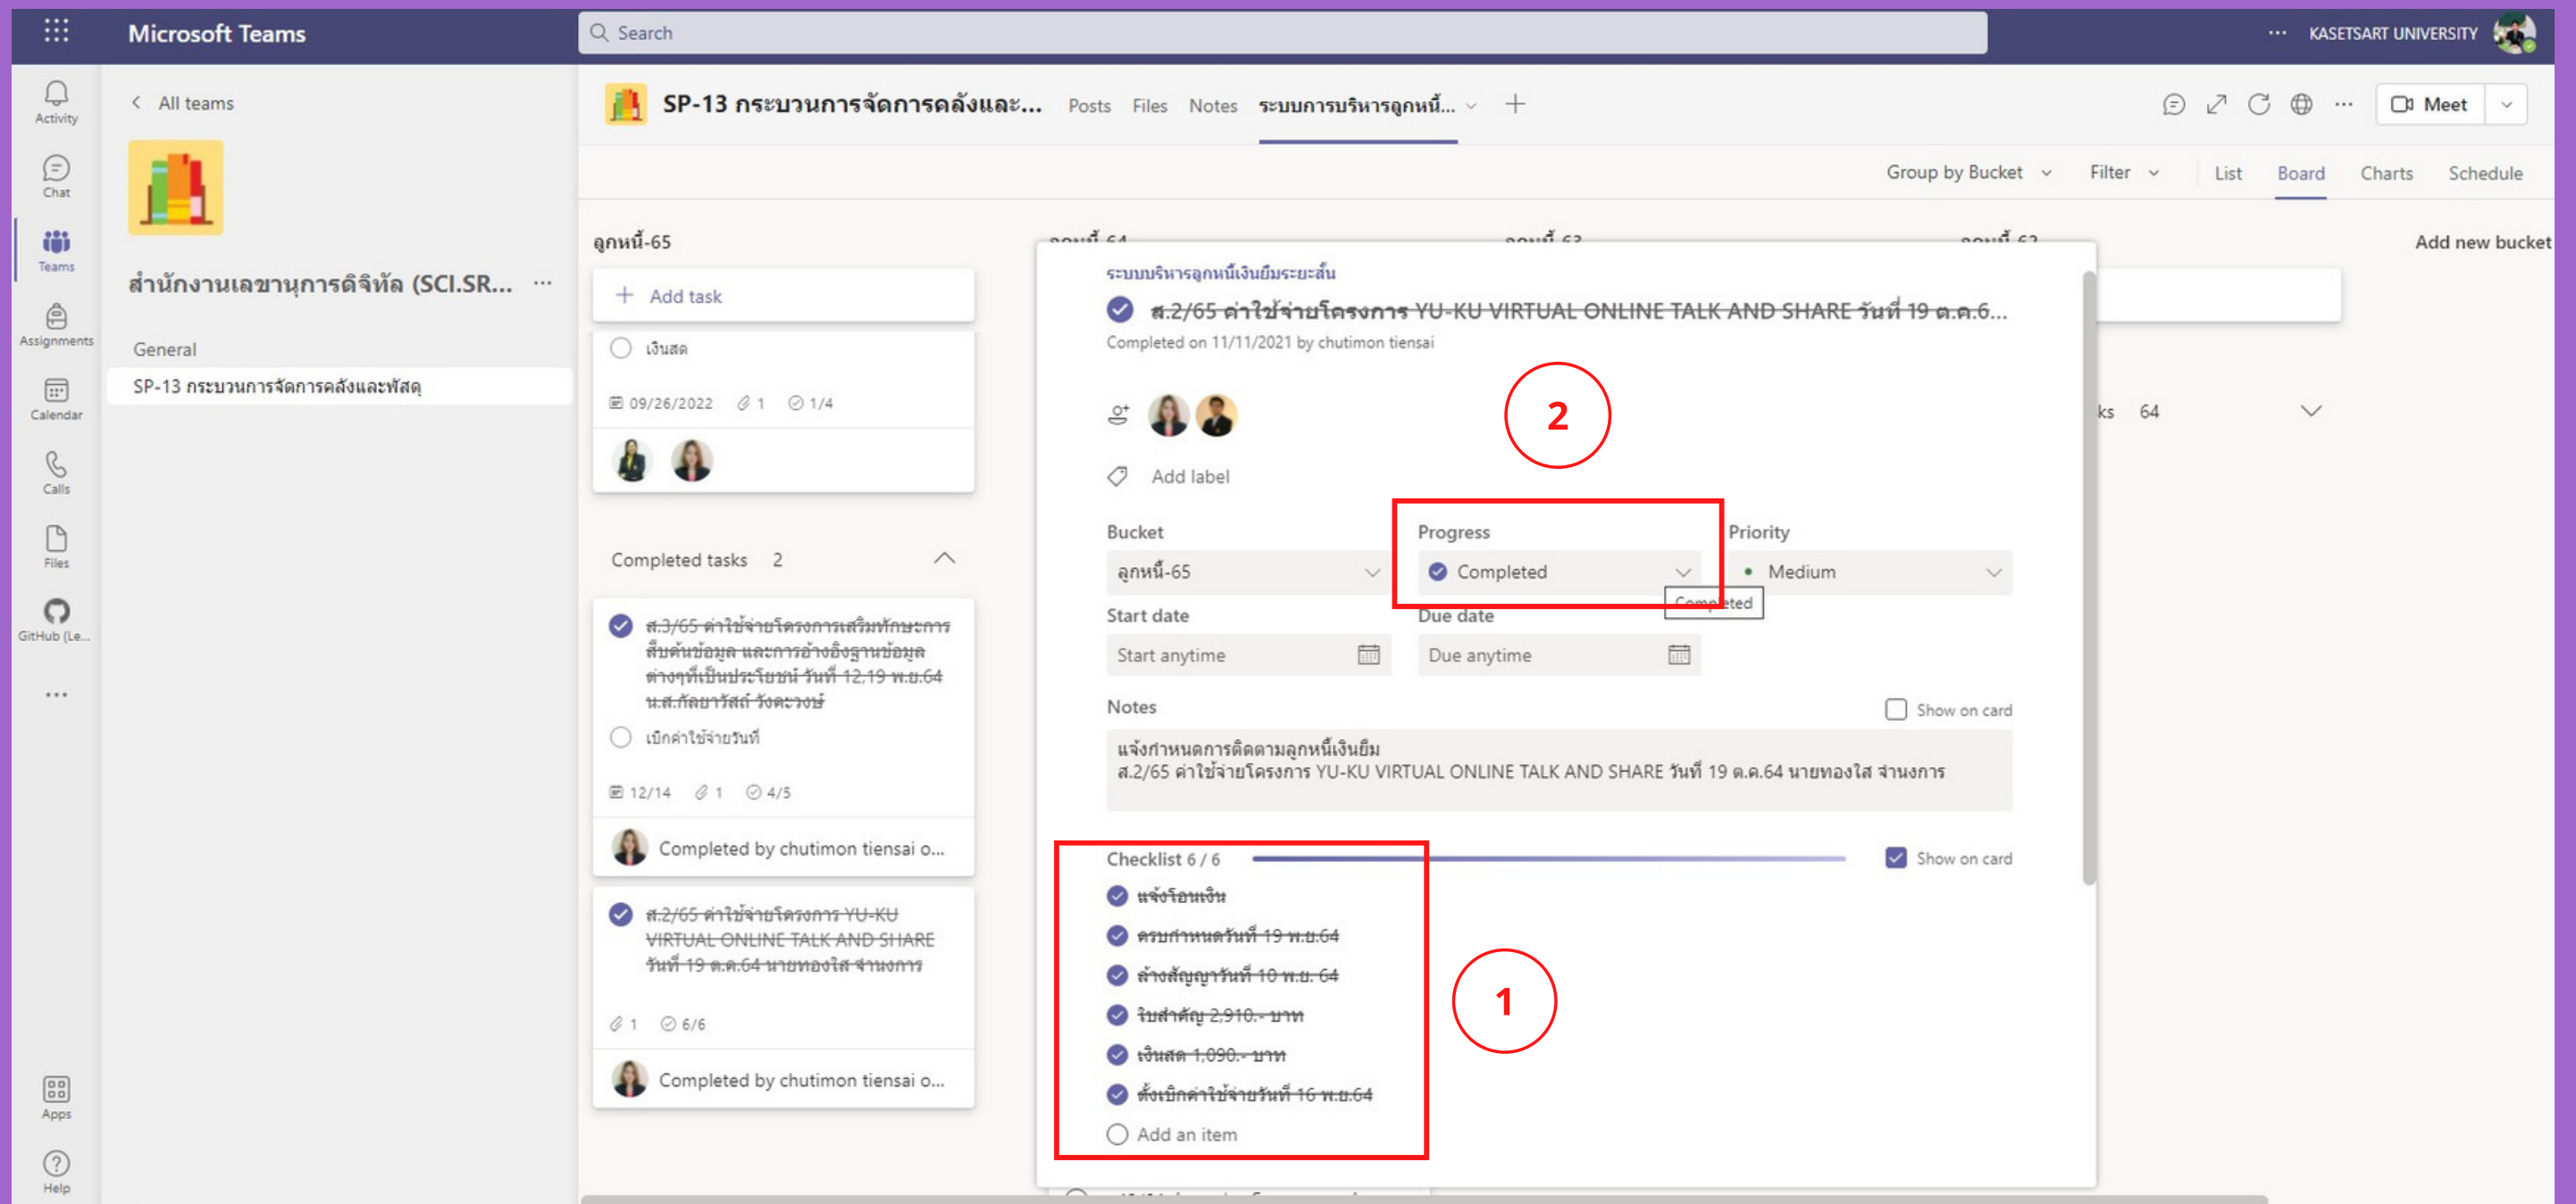 Microsoft Teams
Search
KASETSART UNIVERSITY
Activity
Chat
Teams
Assignments
Calendar
Calls
Files
GitHub (Le...
Apps
Help
All teams
สำนักงานเลขานุการดิจิทัล (SCI.SR...
General
SP-13 กระบวนการจัดการคลังและพัสดุ
SP-13 กระบวนการจัดการคลังและ... Posts Files Notes ระบบการบริหารลูกหนี้...
Meet
Group by Bucket Filter List Board Charts Schedule
ลูกหนี้-65
Add new bucket
Add task
เงินสด
09/26/2022 1 1/4
Completed tasks 2
ส.3/65 ค่าใช้จ่ายโครงการเสริมทักษะการ
สืบค้นข้อมูล และการอ้างอิงฐานข้อมูล
ต่างๆที่เป็นประโยชน์ วันที่ 12,19 พ.ย.64
น.ส.กัลยารัสถ์ วังคะวงษ์
เบิกค่าใช้จ่ายวันที่
12/14 1 4/5
Completed by chutimon tiensai o...
ส.2/65 ค่าใช้จ่ายโครงการ YU-KU
VIRTUAL ONLINE TALK AND SHARE
วันที่ 19 ต.ค.64 นายทองใส จำนงการ
1 6/6
Completed by chutimon tiensai o...
ระบบบริหารลูกหนี้เงินยืมระยะสั้น
ส.2/65 ค่าใช้จ่ายโครงการ YU-KU VIRTUAL ONLINE TALK AND SHARE วันที่ 19 ต.ค.6...
Completed on 11/11/2021 by chutimon tiensai
2
Add label
Bucket Progress Priority
ลูกหนี้-65 Completed Medium
Completed
Start date Due date
Start anytime Due anytime
Notes Show on card
แจ้งกำหนดการติดตามลูกหนี้เงินยืม
ส.2/65 ค่าใช้จ่ายโครงการ YU-KU VIRTUAL ONLINE TALK AND SHARE วันที่ 19 ต.ค.64 นายทองใส จำนงการ
Checklist 6 / 6 Show on card
แจ้งโอนเงิน
ครบกำหนดวันที่ 19 พ.ย.64
ล้างสัญญาวันที่ 10 พ.ย. 64
ใบสำคัญ 2,910.- บาท
เงินสด 1,090.- บาท
ตั้งเบิกค่าใช้จ่ายวันที่ 16 พ.ย.64
Add an item
1
ks 64